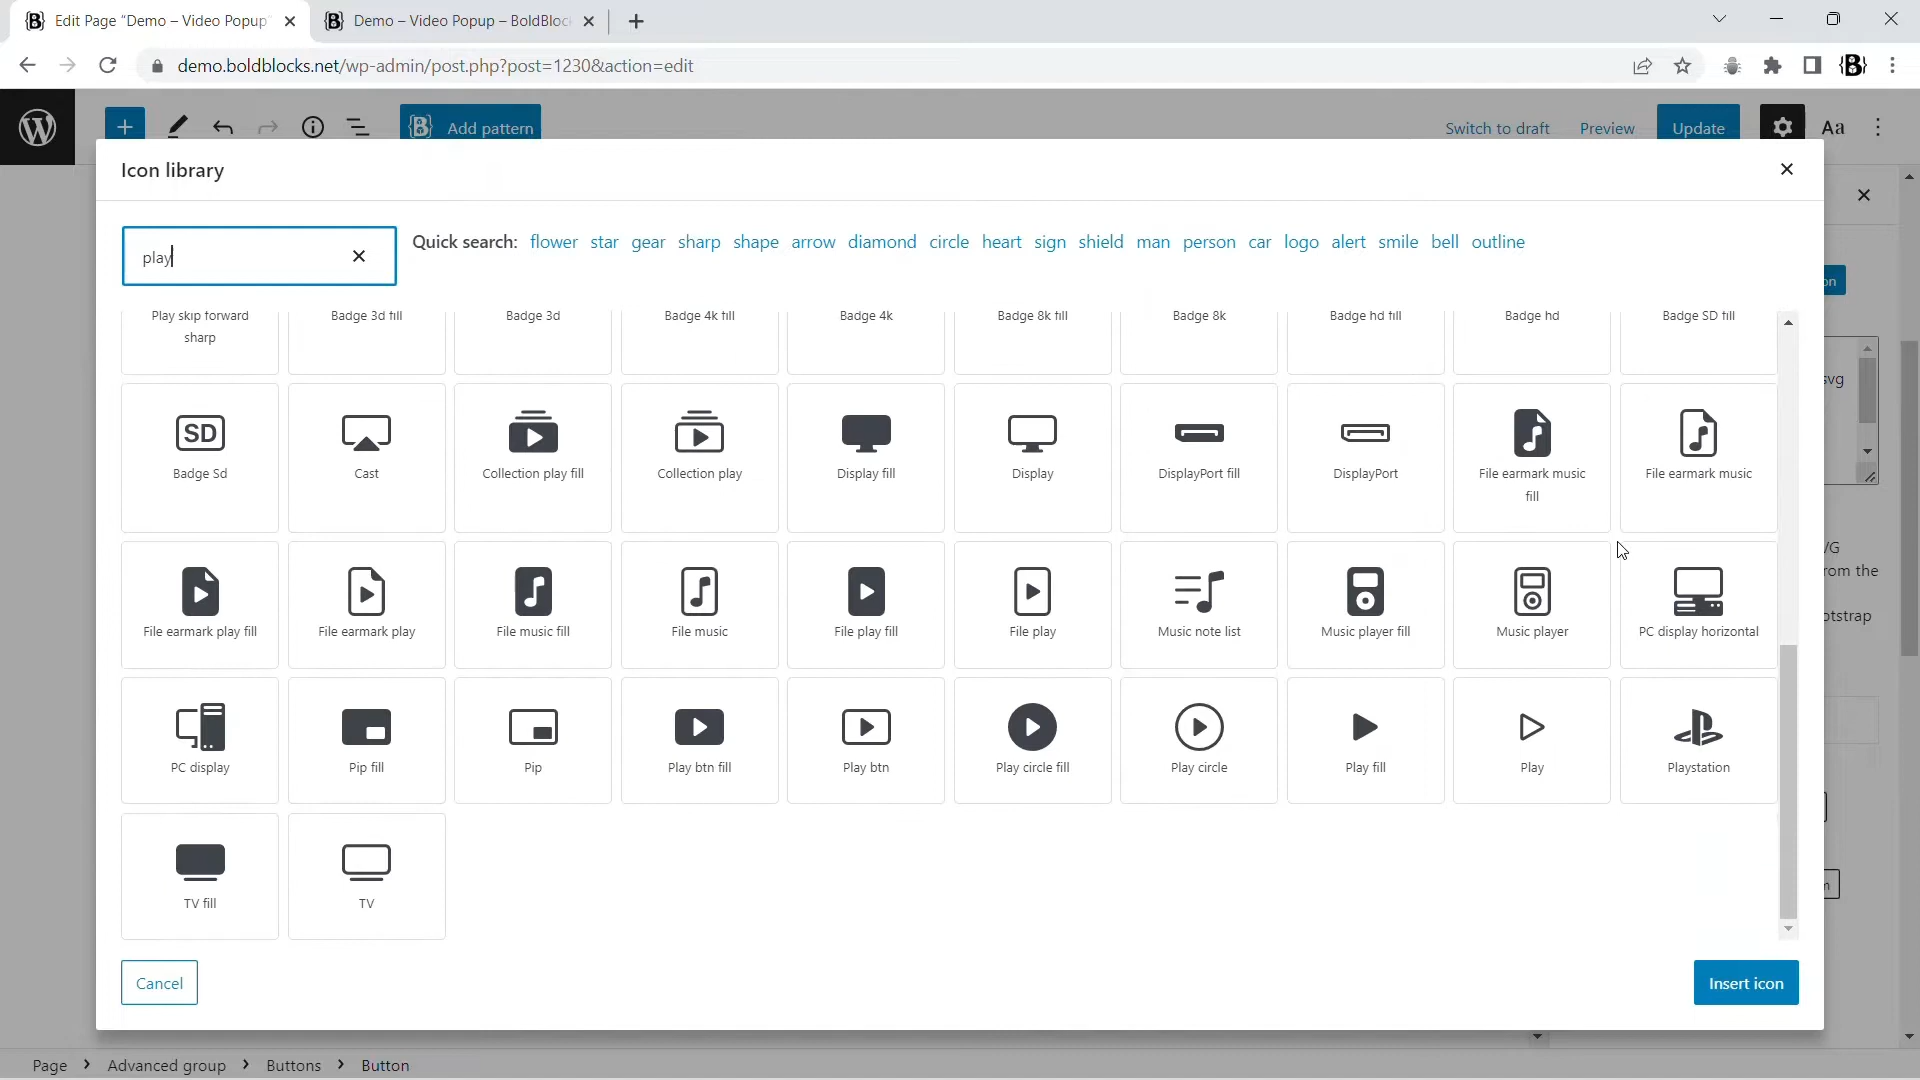 Edit Page "Demo – Video Popup"
Demo – Video Popup – BoldBloc
demo.boldblocks.net/wp-admin/post.php?post=1230&action=edit
Add pattern
Switch to draft
Preview
Update
Aa
Icon library
play
Quick search: flower star gear sharp shape arrow diamond circle heart sign shield man person car logo alert smile bell outline
on
Play skip forward
sharp
Badge 3d fill
Badge 3d
Badge 4k fill
Badge 4k
Badge 8k fill
Badge 8k
Badge hd fill
Badge hd
Badge SD fill
svg
SD
Badge Sd
Cast
Collection play fill
Collection play
Display fill
Display
DisplayPort fill
DisplayPort
File earmark music
fill
File earmark music
VG
rom the
otstrap
File earmark play fill
File earmark play
File music fill
File music
File play fill
File play
Music note list
Music player fill
Music player
PC display horizontal
PC display
Pip fill
Pip
Play btn fill
Play btn
Play circle fill
Play circle
Play fill
Play
Playstation
TV fill
TV
Cancel
Insert icon
Page
Advanced group
Buttons
Button